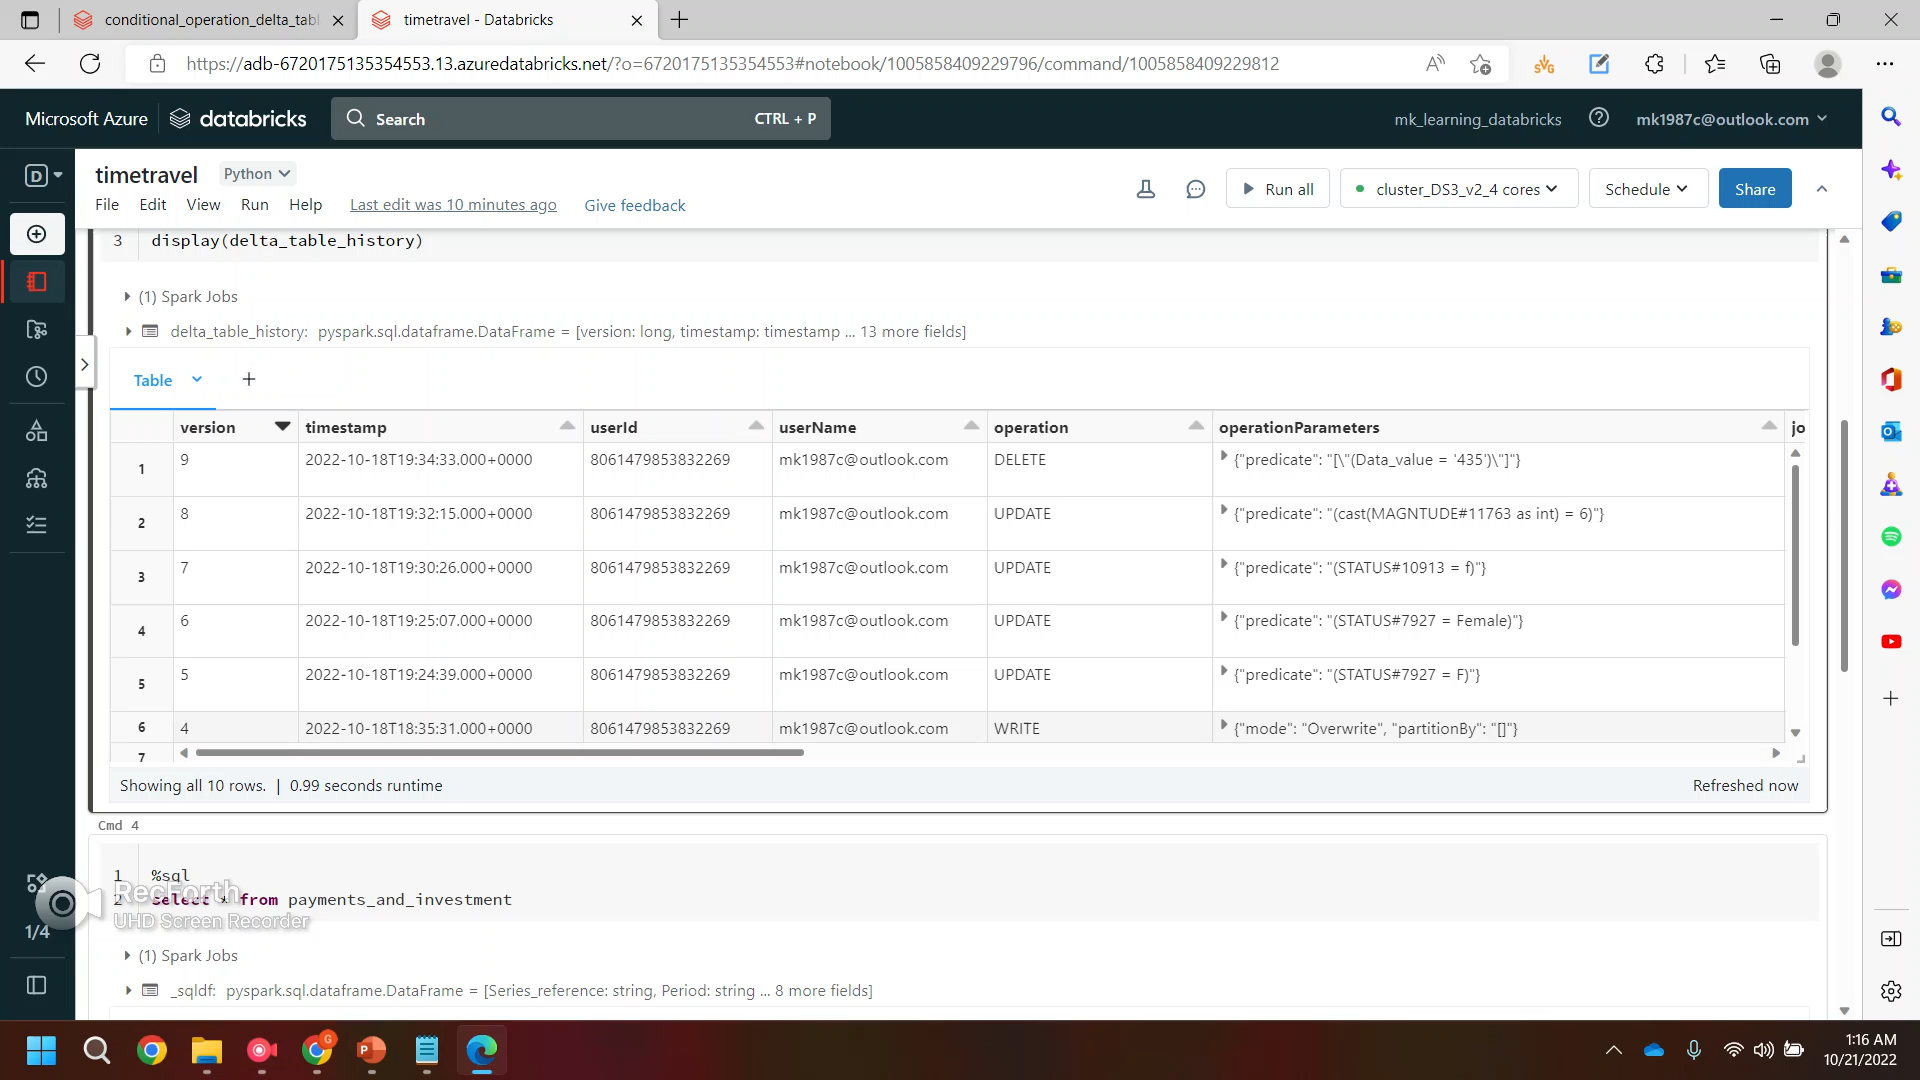 conditional_operation_delta_tabl
timetravel - Databricks
https://adb-6720175135354553.13.azuredatabricks.net/?o=6720175135354553#notebook/1005858409229796/command/1005858409229812
Microsoft Azure
databricks
Search
CTRL + P
mk_learning_databricks
mk1987c@outlook.com
D
timetravel
Python
File Edit View Run Help Last edit was 10 minutes ago Give feedback
Run all
cluster_DS3_v2_4 cores
Schedule
Share
3 display(delta_table_history)
(1) Spark Jobs
delta_table_history: pyspark.sql.dataframe.DataFrame = [version: long, timestamp: timestamp ... 13 more fields]
Table
version timestamp userId userName operation operationParameters jo
1 9 2022-10-18T19:34:33.000+0000 8061479853832269 mk1987c@outlook.com DELETE {"predicate": "[\"(Data_value = '435')\"]"}
2 8 2022-10-18T19:32:15.000+0000 8061479853832269 mk1987c@outlook.com UPDATE {"predicate": "(cast(MAGNTUDE#11763 as int) = 6)"}
3 7 2022-10-18T19:30:26.000+0000 8061479853832269 mk1987c@outlook.com UPDATE {"predicate": "(STATUS#10913 = f)"}
4 6 2022-10-18T19:25:07.000+0000 8061479853832269 mk1987c@outlook.com UPDATE {"predicate": "(STATUS#7927 = Female)"}
5 5 2022-10-18T19:24:39.000+0000 8061479853832269 mk1987c@outlook.com UPDATE {"predicate": "(STATUS#7927 = F)"}
6 4 2022-10-18T18:35:31.000+0000 8061479853832269 mk1987c@outlook.com WRITE {"mode": "Overwrite", "partitionBy": "[]"}
7
Showing all 10 rows. | 0.99 seconds runtime
Refreshed now
Cmd 4
1 %sql
2 select * from payments_and_investment
RecForth
UHD Screen Recorder
1/4
(1) Spark Jobs
_sqldf: pyspark.sql.dataframe.DataFrame = [Series_reference: string, Period: string ... 8 more fields]
1:16 AM
10/21/2022